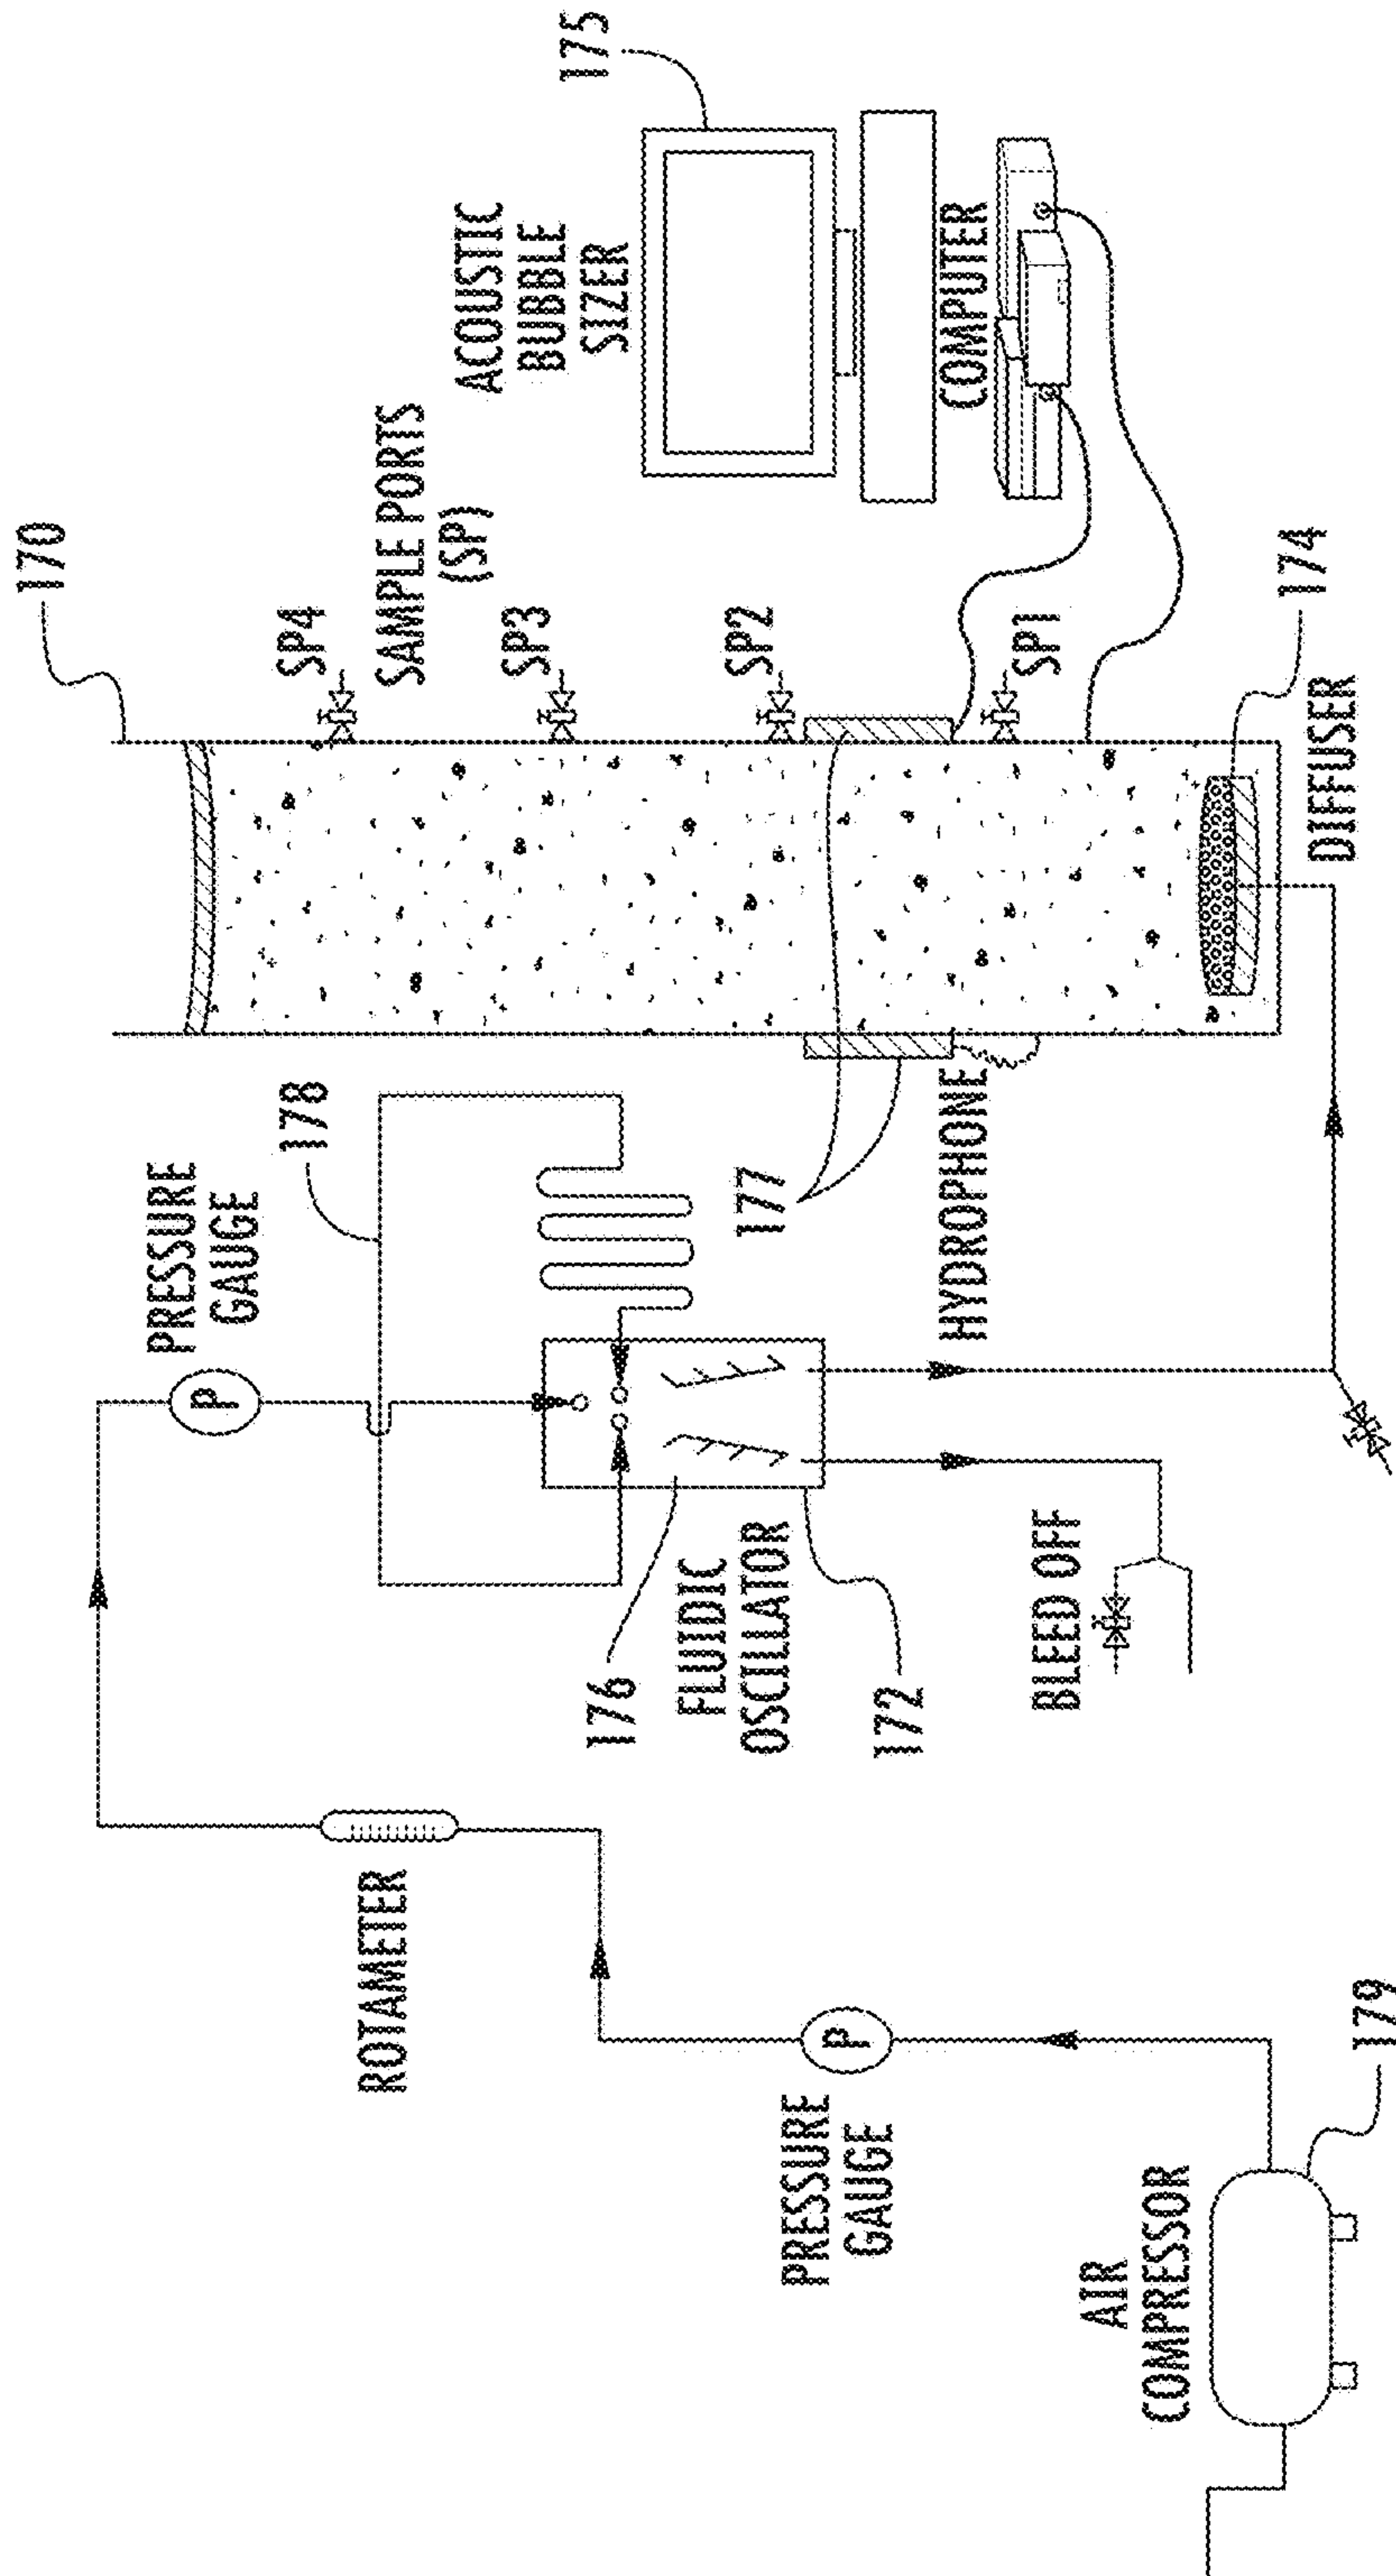 170
SP4
SAMPLE PORTS
(SP)
SP3
SP2
SP1
ACOUSTIC
BUBBLE
SIZER
175
COMPUTER
174
DIFFUSER
178
PRESSURE
GAUGE
P
177
HYDROPHONE
176
FLUIDIC
OSCILLATOR
172
BLEED OFF
ROTAMETER
P
PRESSURE
GAUGE
AIR
COMPRESSOR
179